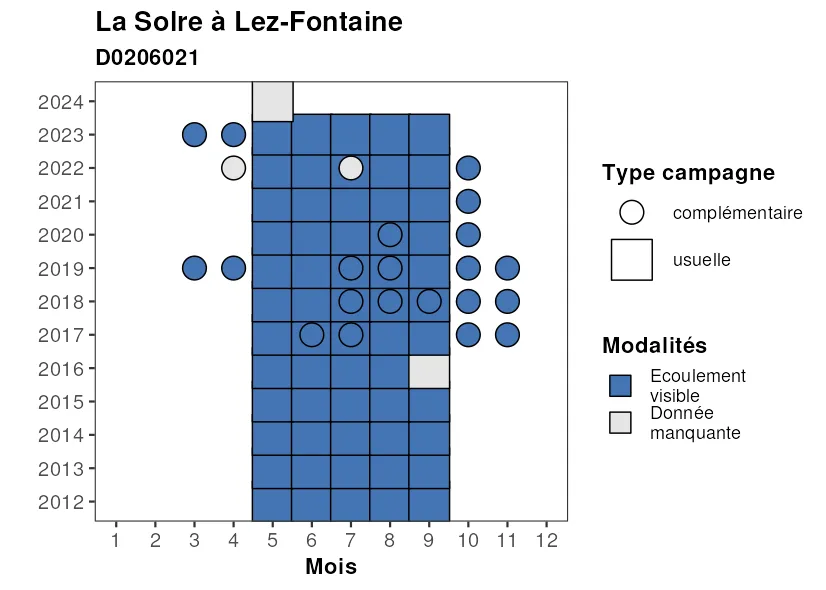 La Solre à Lez-Fontaine
D0206021
2024
2023
2022
2021
2020
2019
2018
2017
2016
2015
2014
2013
2012
1 2 3 4 5 6 7 8 9 10 11 12
Mois
Type campagne
complémentaire
usuelle
Modalités
Ecoulement
visible
Donnée
manquante